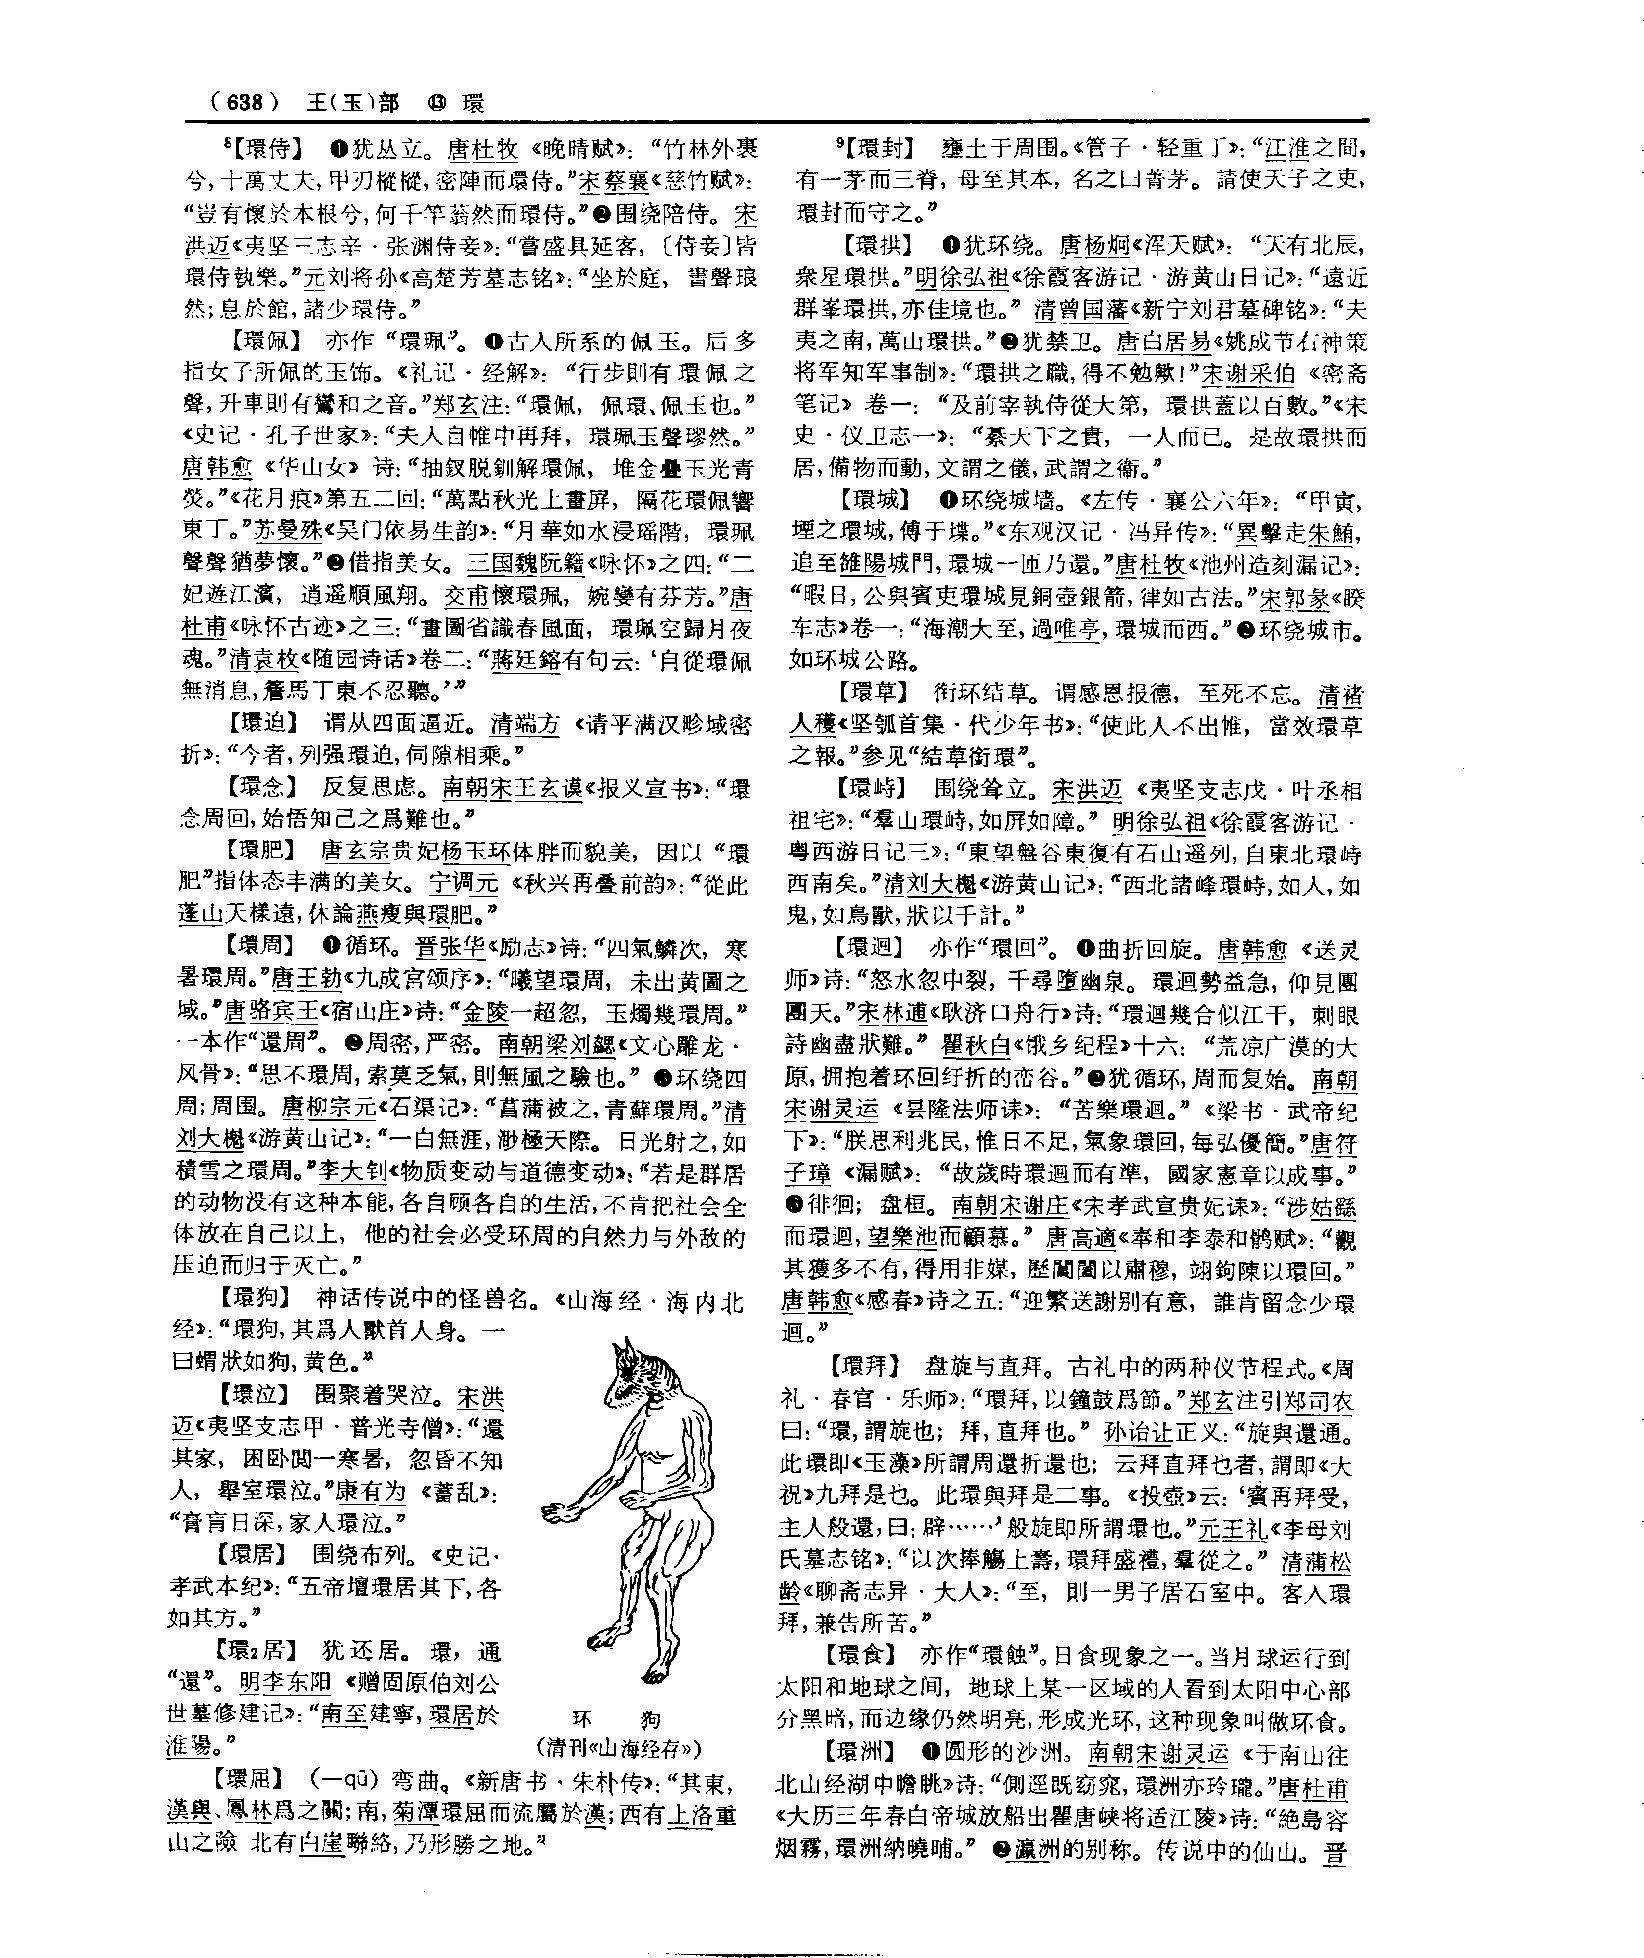 （638） 王(玉)部 ⑬ 環
⁸【環侍】 ❶犹丛立。唐杜牧《晚晴赋》：“竹林外裹
兮，十萬丈夫，甲刃樅樅，密陣而環侍。”宋蔡襄《慈竹赋》：
“豈有懷於本根兮，何千竿蓊然而環侍。”❷围绕陪侍。宋
洪迈《夷坚三志辛·张渊侍妾》：“嘗盛具延客，〔侍妾〕皆
環侍執樂。”元刘将孙《高楚芳墓志铭》：“坐於庭，書聲琅
然；息於館，諸少環侍。”
【環佩】 亦作“環珮”。❶古人所系的佩玉。后多
指女子所佩的玉饰。《礼记·经解》：“行步則有環佩之
聲，升車則有鸞和之音。”郑玄注：“環佩，佩環、佩玉也。”
《史记·孔子世家》：“夫人自帷中再拜，環珮玉聲璆然。”
唐韩愈《华山女》诗：“抽釵脱釧解環佩，堆金疊玉光青
熒。”《花月痕》第五二回：“萬點秋光上畫屏，隔花環佩響
東丁。”苏曼殊《吴门依易生韵》：“月華如水浸瑶階，環珮
聲聲猶夢懷。”❷借指美女。三国魏阮籍《咏怀》之四：“二
妃遊江濱，逍遥順風翔。交甫懷環珮，婉孌有芬芳。”唐
杜甫《咏怀古迹》之三：“畫圖省識春風面，環珮空歸月夜
魂。”清袁枚《随园诗话》卷二：“蔣廷鎔有句云：‘自從環佩
無消息，簷馬丁東不忍聽。’”
【環迫】 谓从四面逼近。清端方《请平满汉畛域密
折》：“今者，列强環迫，伺隙相乘。”
【環念】 反复思虑。南朝宋王玄谟《报义宣书》：“環
念周回，始悟知己之爲難也。”
【環肥】 唐玄宗贵妃杨玉环体胖而貌美，因以“環
肥”指体态丰满的美女。宁调元《秋兴再叠前韵》：“從此
蓬山天樣遠，休論燕瘦與環肥。”
【環周】 ❶循环。晋张华《励志》诗：“四氣鱗次，寒
暑環周。”唐王勃《九成宫颂序》：“曦望環周，未出黄圖之
域。”唐骆宾王《宿山庄》诗：“金陵一超忽，玉燭幾環周。”
一本作“還周”。❷周密，严密。南朝梁刘勰《文心雕龙·
风骨》：“思不環周，索莫乏氣，則無風之驗也。”❸环绕四
周；周围。唐柳宗元《石渠记》：“菖蒲被之，青蘚環周。”清
刘大櫆《游黄山记》：“一白無涯，渺極天際。日光射之，如
積雪之環周。”李大钊《物质变动与道德变动》：“若是群居
的动物没有这种本能，各自顾各自的生活，不肯把社会全
体放在自己以上，他的社会必受环周的自然力与外敌的
压迫而归于灭亡。”
【環狗】 神话传说中的怪兽名。《山海经·海内北
经》：“環狗，其爲人獸首人身。一
曰蝟狀如狗，黄色。”
【環泣】 围聚着哭泣。宋洪
迈《夷坚支志甲·普光寺僧》：“還
其家，困卧閲一寒暑，忽昏不知
人，舉室環泣。”康有为《蓄乱》：
“膏肓日深，家人環泣。”
【環居】 围绕布列。《史记·
孝武本纪》：“五帝壇環居其下，各
如其方。”
【環₂居】 犹还居。環，通
“還”。明李东阳《赠固原伯刘公
世墓修建记》：“南至建寧，環居於
淮陽。”
环 狗
（清刊《山海经存》）
【環屈】 （—qū）弯曲。《新唐书·朱朴传》：“其東，
漢輿、鳳林爲之關；南，菊潭環屈而流屬於漢；西有上洛重
山之險 北有白崖聯絡，乃形勝之地。”
⁹【環封】 壅土于周围。《管子·轻重丁》：“江淮之間，
有一茅而三脊，母至其本，名之曰菁茅。請使天子之吏，
環封而守之。”
【環拱】 ❶犹环绕。唐杨炯《浑天赋》：“天有北辰，
衆星環拱。”明徐弘祖《徐霞客游记·游黄山日记》：“遠近
群峯環拱，亦佳境也。”清曾国藩《新宁刘君墓碑铭》：“夫
夷之南，萬山環拱。”❷犹禁卫。唐白居易《姚成节右神策
将军知军事制》：“環拱之職，得不勉歟！”宋谢采伯《密斋
笔记》卷一：“及前宰執侍從大第，環拱蓋以百數。”《宋
史·仪卫志一》：“綦天下之貴，一人而已。是故環拱而
居，備物而動，文謂之儀，武謂之衛。”
【環城】 ❶环绕城墙。《左传·襄公六年》：“甲寅，
堙之環城，傅于堞。”《东观汉记·冯异传》：“異擊走朱鮪，
追至雒陽城門，環城一匝乃還。”唐杜牧《池州造刻漏记》：
“暇日，公與賓吏環城見銅壺銀箭，律如古法。”宋郭彖《睽
车志》卷一：“海潮大至，過唯亭，環城而西。”❷环绕城市。
如环城公路。
【環草】 衔环结草。谓感恩报德，至死不忘。清褚
人穫《坚瓠首集·代少年书》：“使此人不出帷，當效環草
之報。”参见“結草銜環”。
【環峙】 围绕耸立。宋洪迈《夷坚支志戊·叶丞相
祖宅》：“羣山環峙，如屏如障。”明徐弘祖《徐霞客游记·
粤西游日记三》：“東望盤谷東復有石山遥列，自東北環峙
西南矣。”清刘大櫆《游黄山记》：“西北諸峰環峙，如人，如
鬼，如鳥獸，狀以千計。”
【環迴】 亦作“環回”。❶曲折回旋。唐韩愈《送灵
师》诗：“怒水忽中裂，千尋墮幽泉。環迴勢益急，仰見團
團天。”宋林逋《耿济口舟行》诗：“環迴幾合似江干，刺眼
詩幽盡狀難。”瞿秋白《饿乡纪程》十六：“荒凉广漠的大
原，拥抱着环回纡折的峦谷。”❷犹循环，周而复始。南朝
宋谢灵运《昙隆法师诔》：“苦樂環迴。”《梁书·武帝纪
下》：“朕思利兆民，惟日不足，氣象環回，每弘優簡。”唐符
子璋《漏赋》：“故歲時環迴而有準，國家憲章以成事。”
❸徘徊；盘桓。南朝宋谢庄《宋孝武宣贵妃诔》：“涉姑繇
而環迴，望樂池而顧慕。”唐高適《奉和李泰和鹘赋》：“觀
其獲多不有，得用非媒，歷閶闔以肅穆，翊鉤陳以環回。”
唐韩愈《感春》诗之五：“迎繁送謝别有意，誰肯留念少環
迴。”
【環拜】 盘旋与直拜。古礼中的两种仪节程式。《周
礼·春官·乐师》：“環拜，以鐘鼓爲節。”郑玄注引郑司农
曰：“環，謂旋也；拜，直拜也。”孙诒让正义：“旋與還通。
此環即《玉藻》所謂周還折還也；云拜直拜也者，謂即《大
祝》九拜是也。此環與拜是二事。《投壺》云：‘賓再拜受，
主人般還，曰：辟……’般旋即所謂環也。”元王礼《李母刘
氏墓志铭》：“以次捧觴上壽，環拜盛禮，羣從之。”清蒲松
龄《聊斋志异·大人》：“至，則一男子居石室中。客入環
拜，兼告所苦。”
【環食】 亦作“環蝕”。日食现象之一。当月球运行到
太阳和地球之间，地球上某一区域的人看到太阳中心部
分黑暗，而边缘仍然明亮，形成光环，这种现象叫做环食。
【環洲】 ❶圆形的沙洲。南朝宋谢灵运《于南山往
北山经湖中瞻眺》诗：“側逕既窈窕，環洲亦玲瓏。”唐杜甫
《大历三年春白帝城放船出瞿唐峡将适江陵》诗：“絶島容
烟霧，環洲納曉晡。”❷瀛洲的别称。传说中的仙山。晋